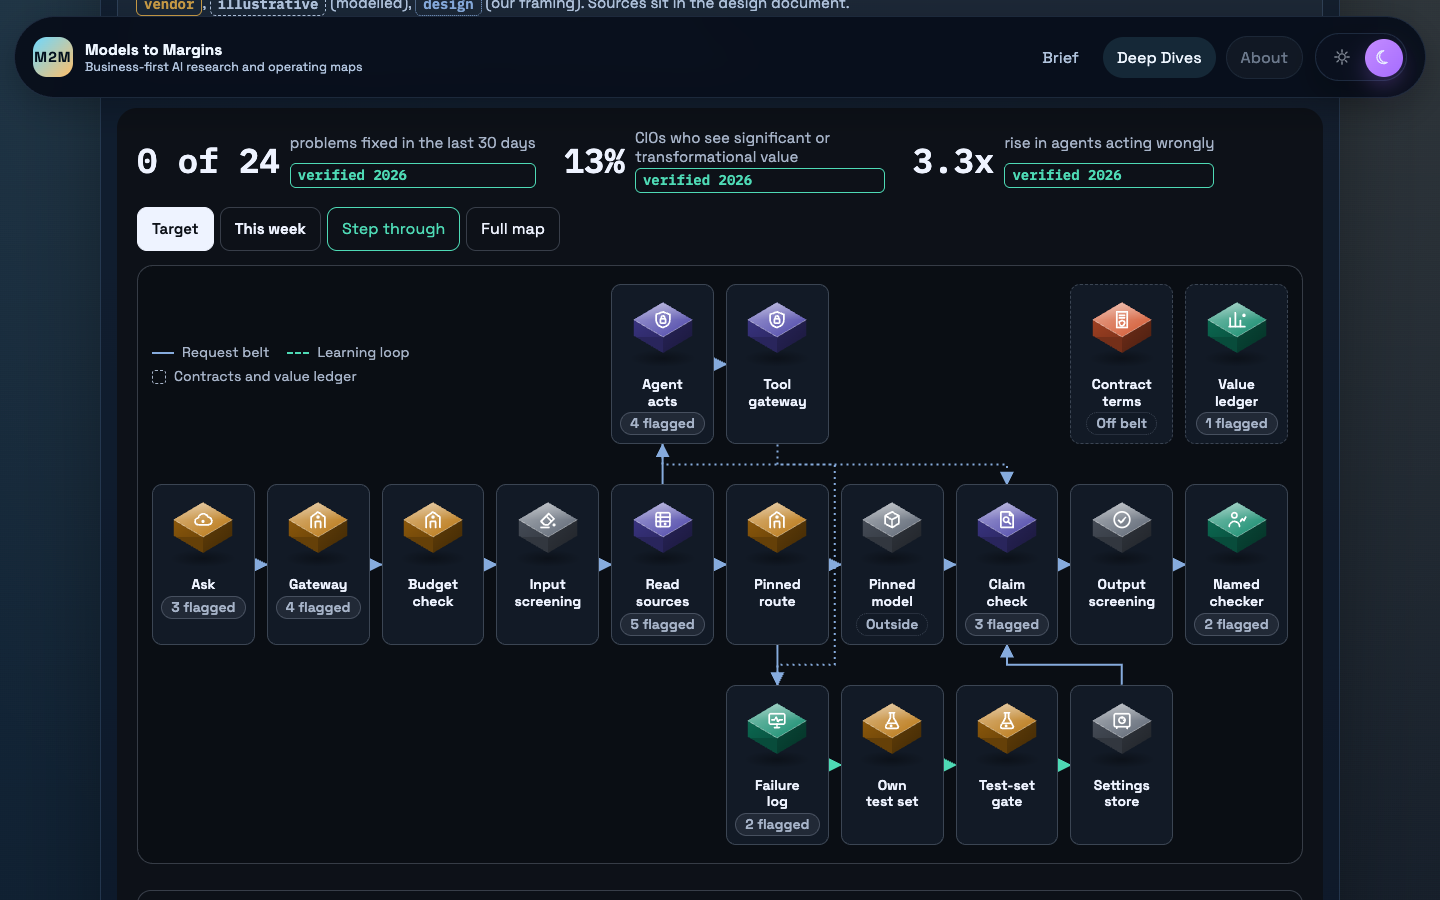 vendor, illustrative (modelled), design (our framing). Sources sit in the design document.
M2M
Models to Margins
Business-first AI research and operating maps
Brief
Deep Dives
About
0 of 24
problems fixed in the last 30 days
verified 2026
13%
CIOs who see significant or
transformational value
verified 2026
3.3x
rise in agents acting wrongly
verified 2026
Target
This week
Step through
Full map
Request belt
Learning loop
Contracts and value ledger
Agent
acts
4 flagged
Tool
gateway
Contract
terms
Off belt
Value
ledger
1 flagged
Ask
3 flagged
Gateway
4 flagged
Budget
check
Input
screening
Read
sources
5 flagged
Pinned
route
Pinned
model
Outside
Claim
check
3 flagged
Output
screening
Named
checker
2 flagged
Failure
log
2 flagged
Own
test set
Test-set
gate
Settings
store